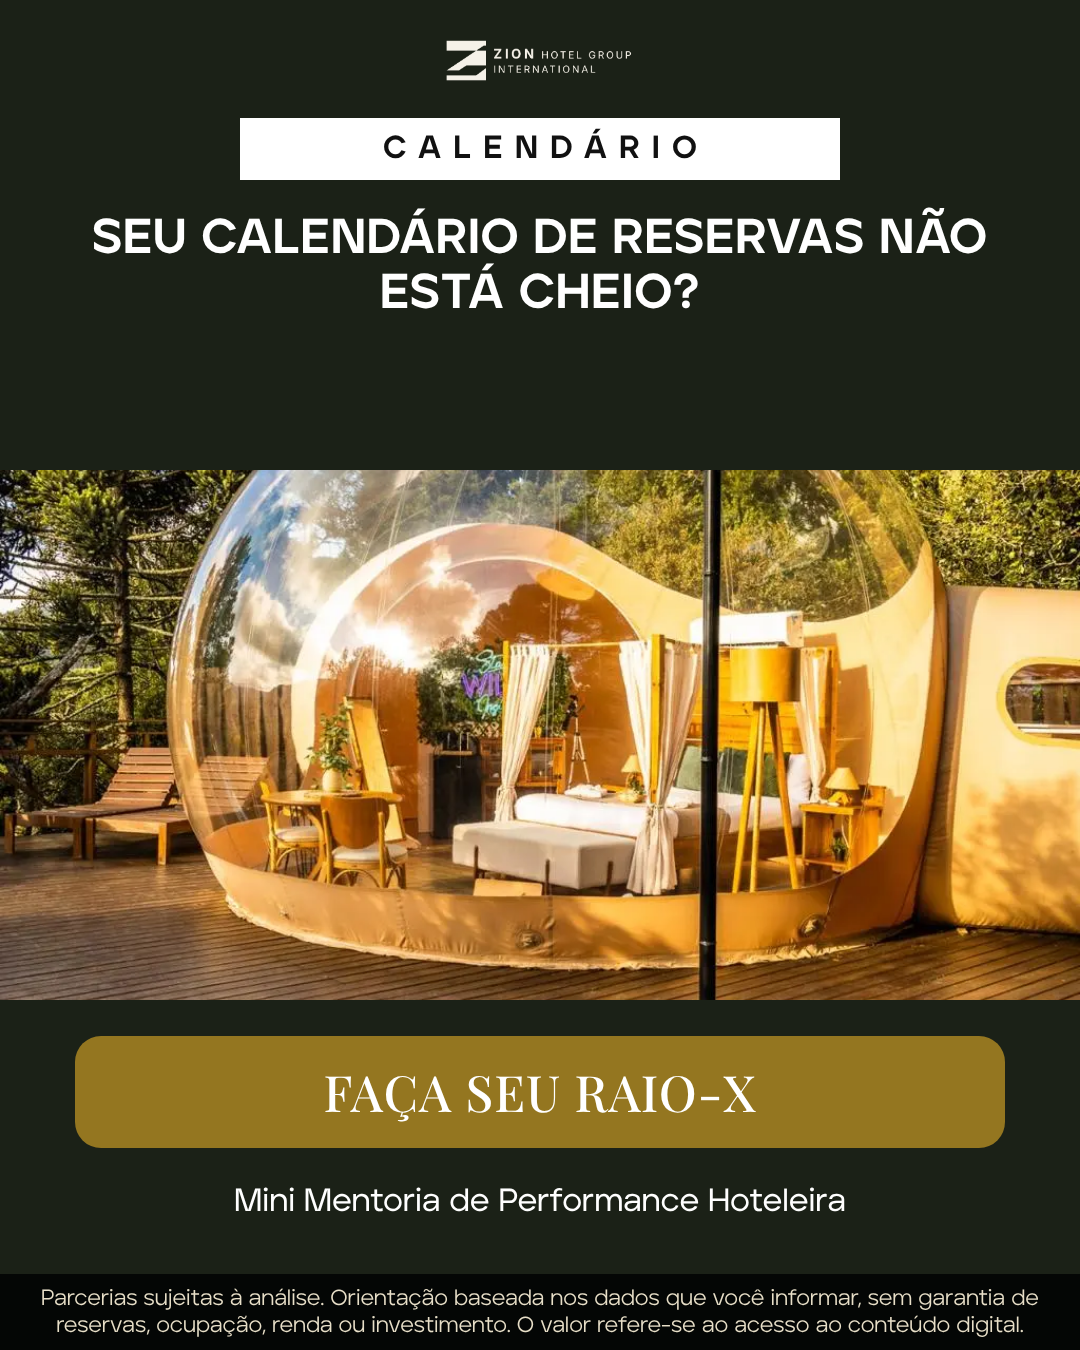 ZION HOTEL GROUP
INTERNATIONAL
CALENDÁRIO
SEU CALENDÁRIO DE RESERVAS NÃO
ESTÁ CHEIO?
FAÇA SEU RAIO-X
Mini Mentoria de Performance Hoteleira
Parcerias sujeitas à análise. Orientação baseada nos dados que você informar, sem garantia de
reservas, ocupação, renda ou investimento. O valor refere-se ao acesso ao conteúdo digital.